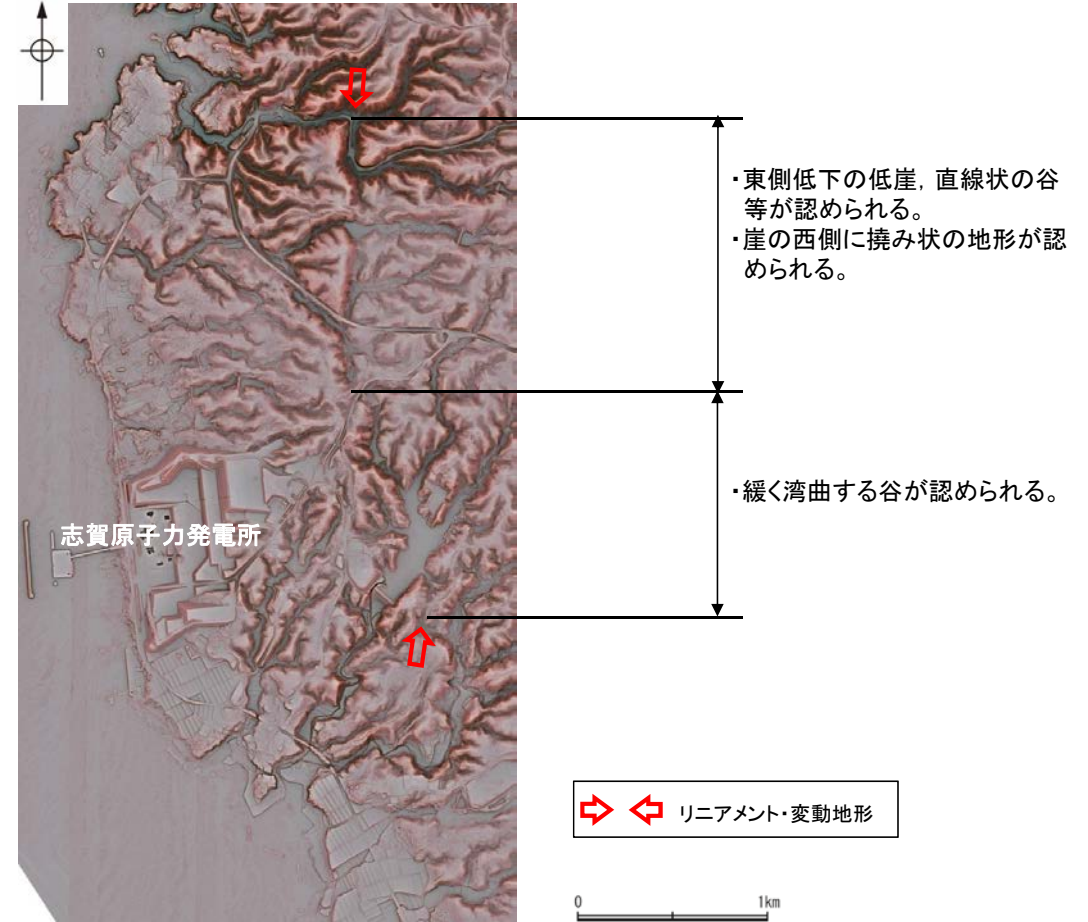 ・東側低下の低崖，直線状の谷
等が認められる。
・崖の西側に撓み状の地形が認
められる。
・緩く湾曲する谷が認められる。
志賀原子力発電所
リニアメント・変動地形
0 1km